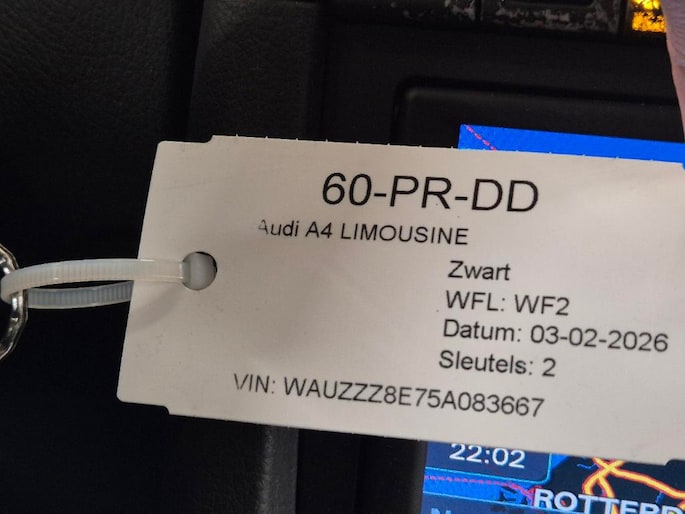 60-PR-DD
Audi A4 LIMOUSINE
Zwart
WFL: WF2
Datum: 03-02-2026
Sleutels: 2
VIN: WAUZZZ8E75A083667
22:02
ROTTERD